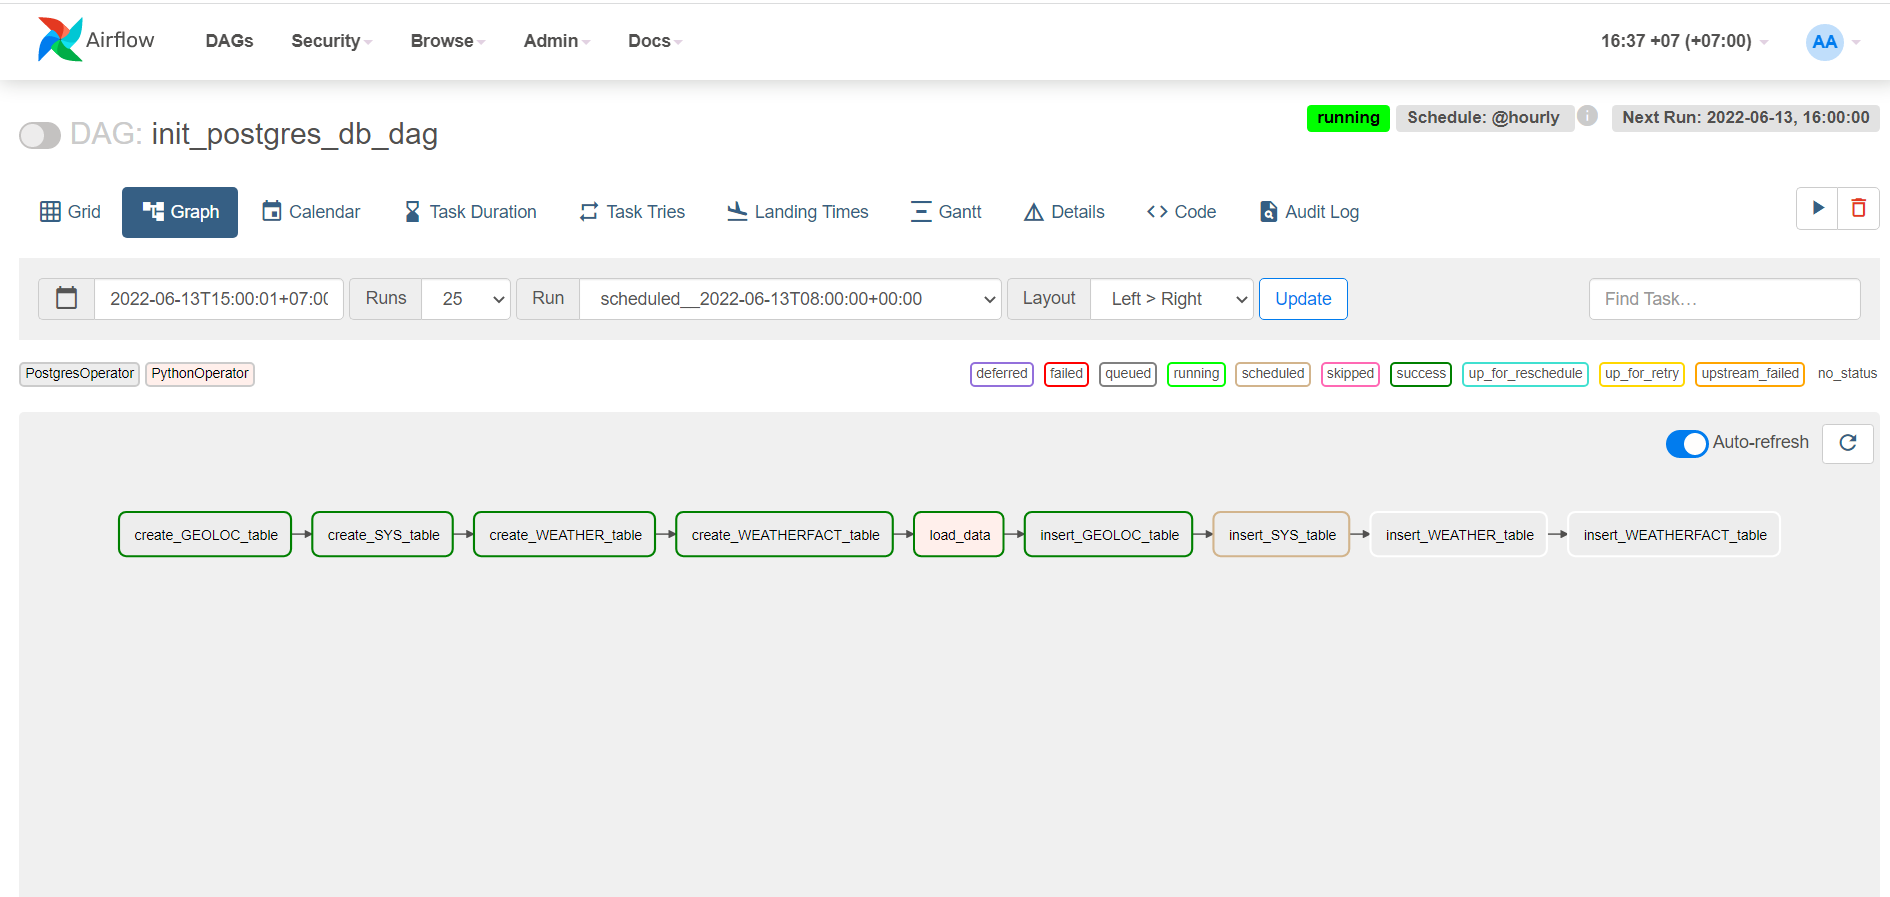 Airflow DAGs Security Browse Admin Docs 16:37 +07 (+07:00) AA
running Schedule: @hourly Next Run: 2022-06-13, 16:00:00
DAG: init_postgres_db_dag
Grid Graph Calendar Task Duration Task Tries Landing Times Gantt Details Code Audit Log
2022-06-13T15:00:01+07:00 Runs 25 Run scheduled__2022-06-13T08:00:00+00:00 Layout Left > Right Update Find Task…
PostgresOperator PythonOperator deferred failed queued running scheduled skipped success up_for_reschedule up_for_retry upstream_failed no_status
Auto-refresh
create_GEOLOC_table create_SYS_table create_WEATHER_table create_WEATHERFACT_table load_data insert_GEOLOC_table insert_SYS_table insert_WEATHER_table insert_WEATHERFACT_table